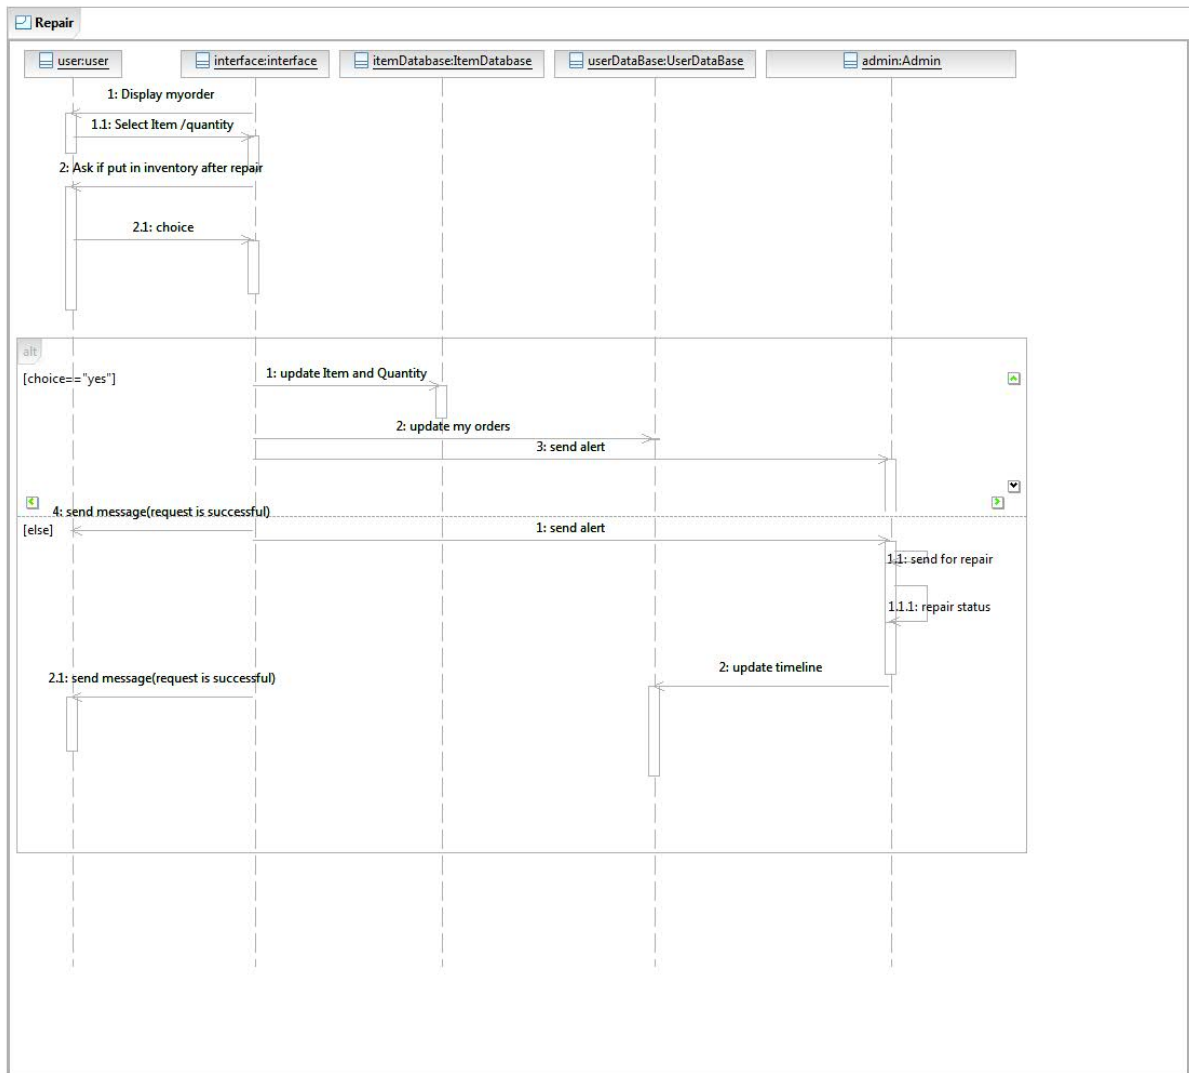 Repair
user:user
interface:interface
itemDatabase:ItemDatabase
userDataBase:UserDataBase
admin:Admin
1: Display myorder
1.1: Select Item /quantity
2: Ask if put in inventory after repair
2.1: choice
alt
[choice=="yes"]
1: update Item and Quantity
2: update my orders
3: send alert
4: send message(request is successful)
[else]
1: send alert
1.1: send for repair
1.1.1: repair status
2: update timeline
2.1: send message(request is successful)